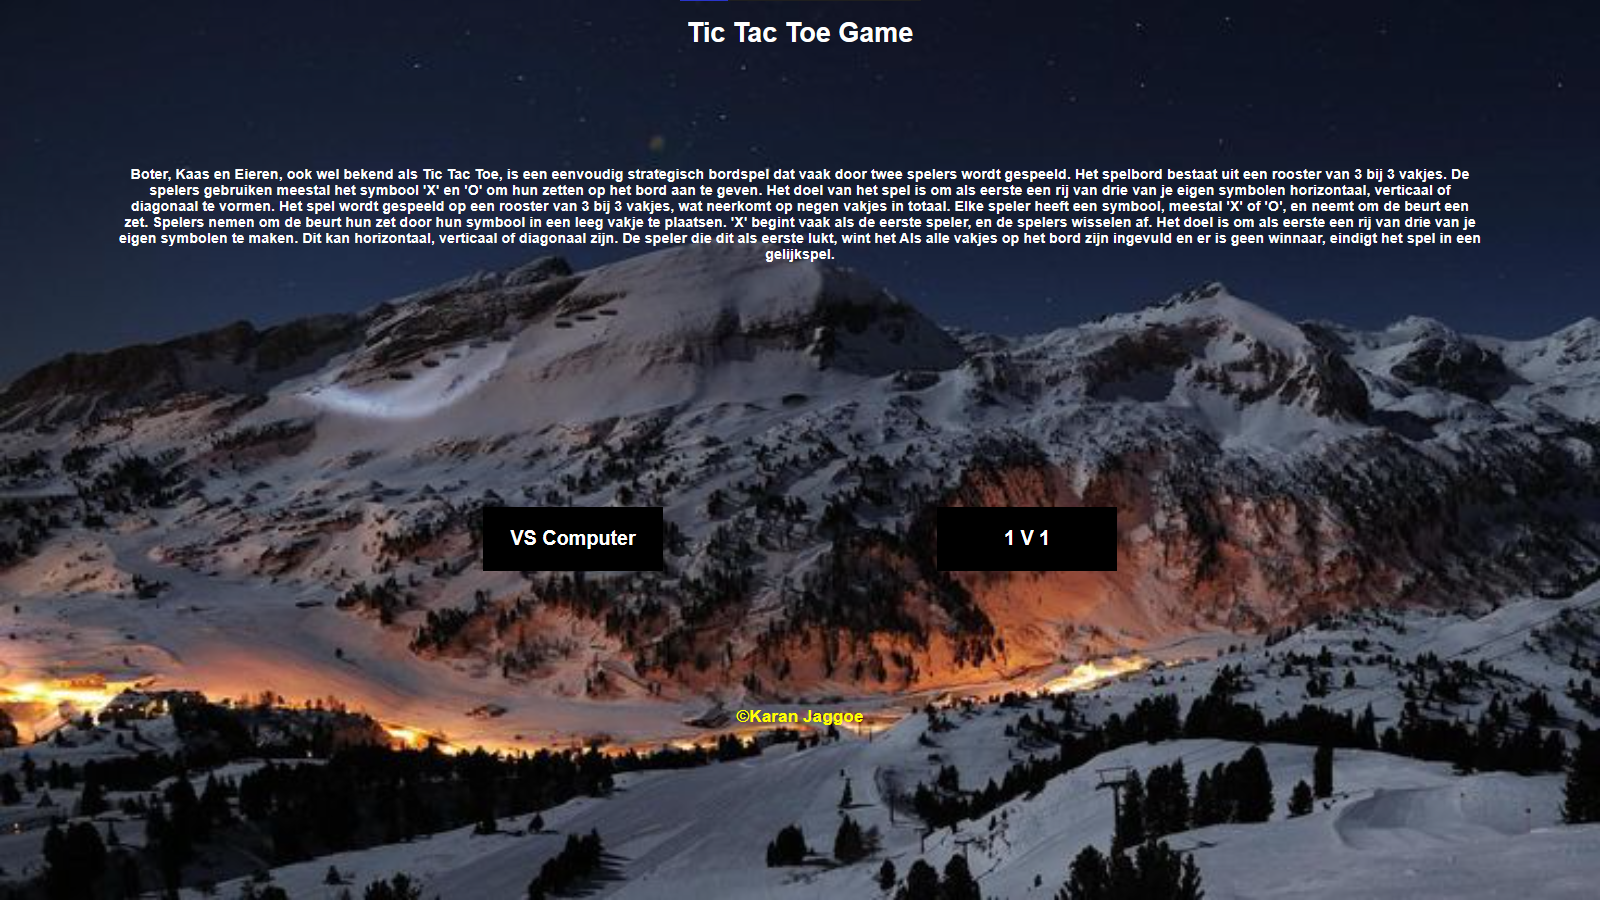 Tic Tac Toe Game
Boter, Kaas en Eieren, ook wel bekend als Tic Tac Toe, is een eenvoudig strategisch bordspel dat vaak door twee spelers wordt gespeeld. Het spelbord bestaat uit een rooster van 3 bij 3 vakjes. De
spelers gebruiken meestal het symbool 'X' en 'O' om hun zetten op het bord aan te geven. Het doel van het spel is om als eerste een rij van drie van je eigen symbolen horizontaal, verticaal of
diagonaal te vormen. Het spel wordt gespeeld op een rooster van 3 bij 3 vakjes, wat neerkomt op negen vakjes in totaal. Elke speler heeft een symbool, meestal 'X' of 'O', en neemt om de beurt een
zet. Spelers nemen om de beurt hun zet door hun symbool in een leeg vakje te plaatsen. 'X' begint vaak als de eerste speler, en de spelers wisselen af. Het doel is om als eerste een rij van drie van je
eigen symbolen te maken. Dit kan horizontaal, verticaal of diagonaal zijn. De speler die dit als eerste lukt, wint het Als alle vakjes op het bord zijn ingevuld en er is geen winnaar, eindigt het spel in een
gelijkspel.
VS Computer
1 V 1
©Karan Jaggoe